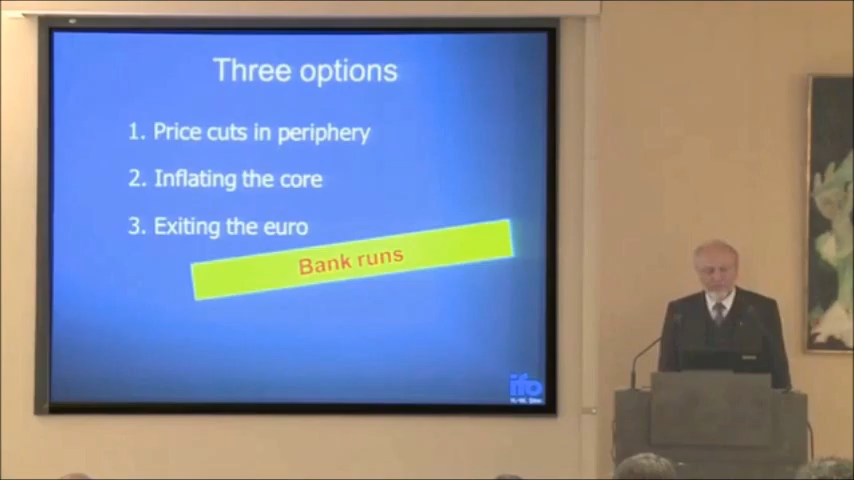 Three options
1. Price cuts in periphery
2. Inflating the core
3. Exiting the euro
Bank runs
ifo